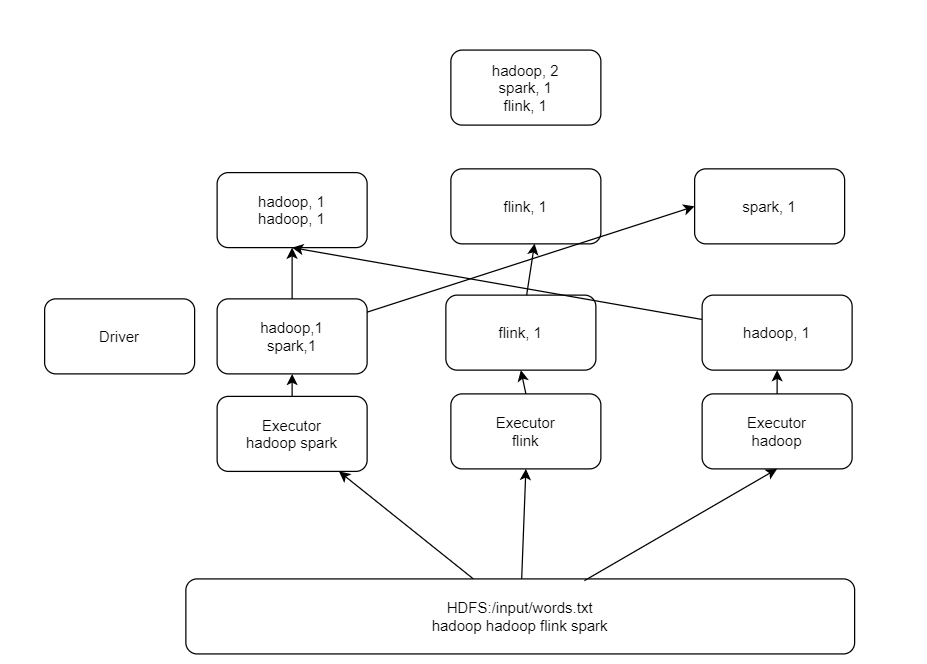 hadoop, 2
spark, 1
flink, 1
hadoop, 1
hadoop, 1
flink, 1
spark, 1
Driver
hadoop,1
spark,1
flink, 1
hadoop, 1
Executor
hadoop spark
Executor
flink
Executor
hadoop
HDFS:/input/words.txt
hadoop hadoop flink spark